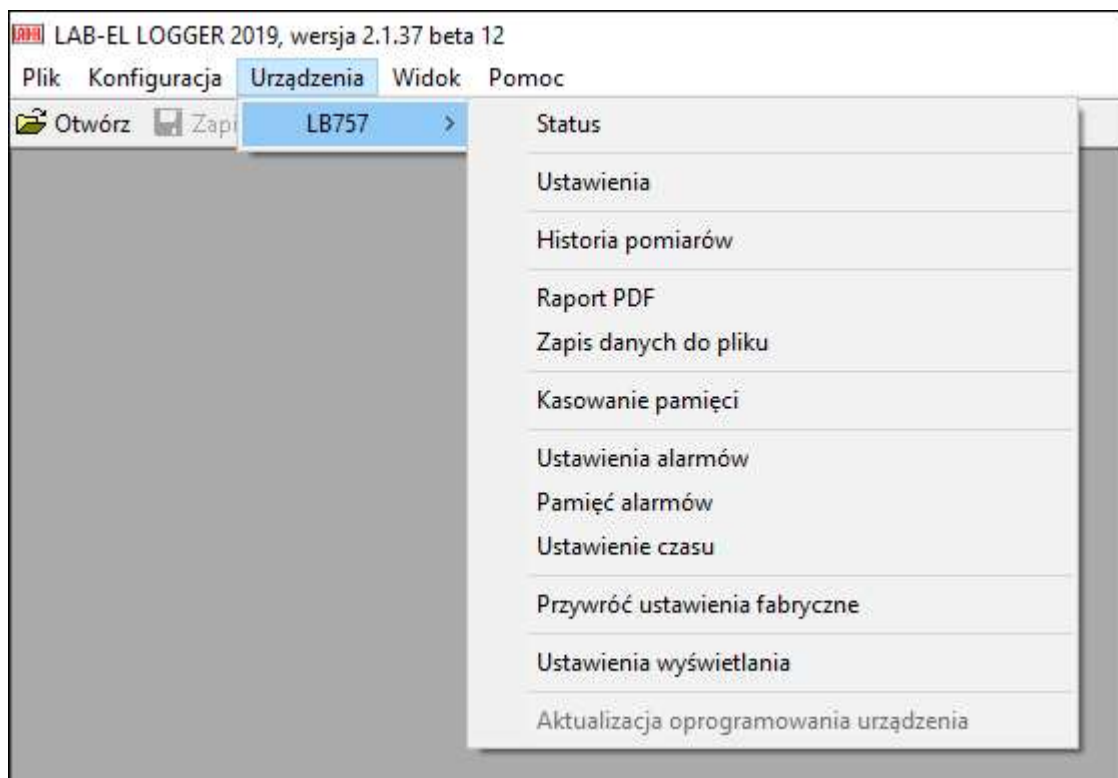 LAB-EL LOGGER 2019, wersja 2.1.37 beta 12
Plik Konfiguracja Urządzenia Widok Pomoc
Otwórz Zapi
LB757 >
Status
Ustawienia
Historia pomiarów
Raport PDF
Zapis danych do pliku
Kasowanie pamięci
Ustawienia alarmów
Pamięć alarmów
Ustawienie czasu
Przywróć ustawienia fabryczne
Ustawienia wyświetlania
Aktualizacja oprogramowania urządzenia